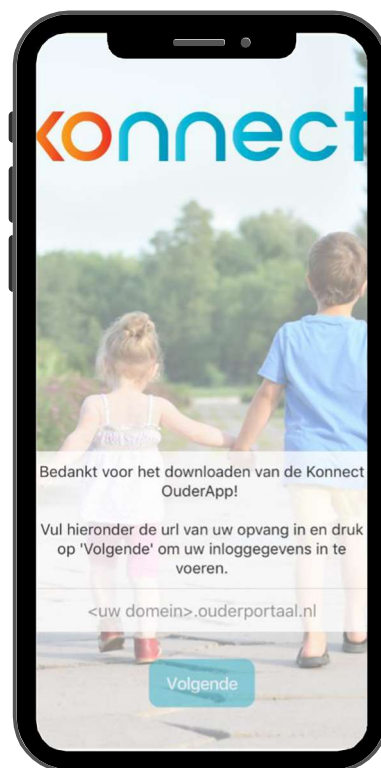 konnect
Bedankt voor het downloaden van de Konnect
OuderApp!
Vul hieronder de url van uw opvang in en druk
op 'Volgende' om uw inloggegevens in te
voeren.
<uw domein>.ouderportaal.nl
Volgende